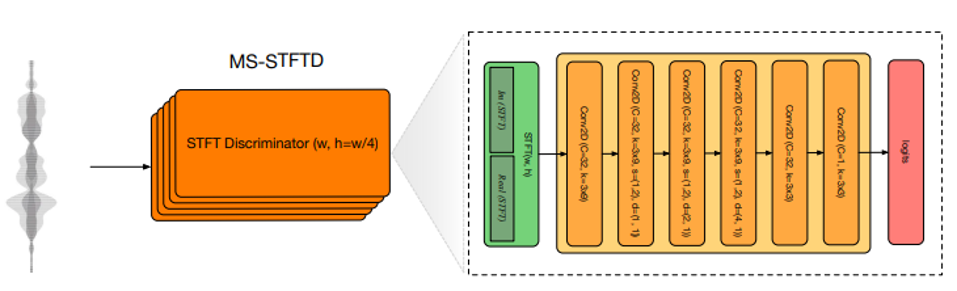 MS-STFTD
STFT Discriminator (w, h=w/4)
Im (STFT)
Real (STFT)
STFT(w, h)
Conv2D (C=32, k=3x9)
Conv2D (C=32, k=3x9, s=(1,2), d=(1, 1)
Conv2D (C=32, k=3x9, s=(1,2), d=(2, 1))
Conv2D (C=32, k=3x9, s=(1,2), d=(4, 1))
Conv2D (C=32, k=3x3)
Conv2D (C=1, k=3x3)
logits